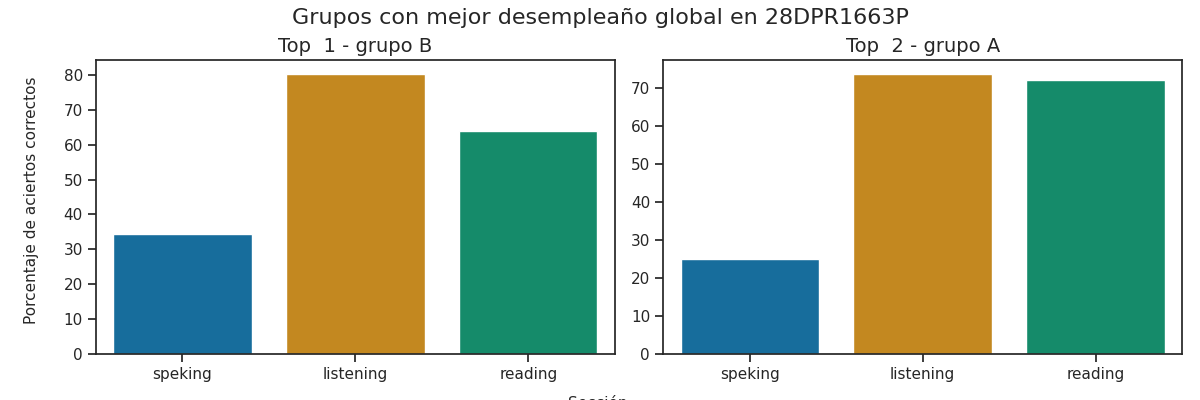 Grupos con mejor desempleaño global en 28DPR1663P
Top 1 - grupo B
Porcentaje de aciertos correctos
80
70
60
50
40
30
20
10
0
speking listening reading
Top 2 - grupo A
70
60
50
40
30
20
10
0
speking listening reading
Sección